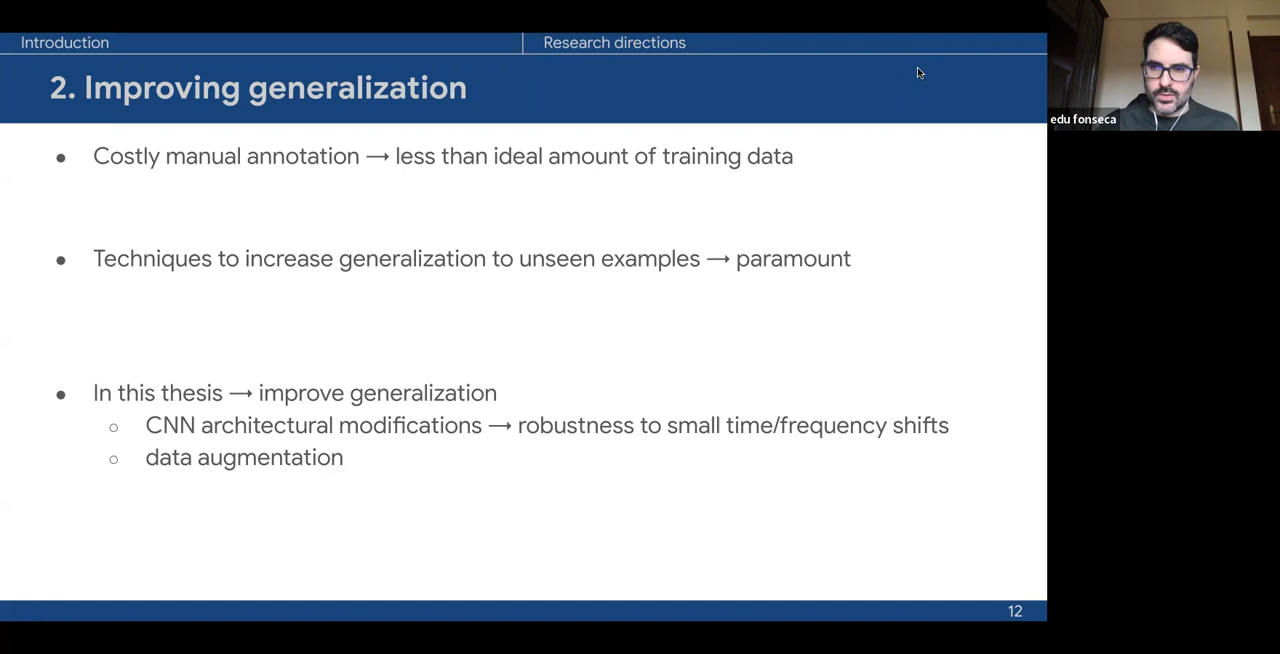 Introduction
Research directions
2. Improving generalization
edu fonseca
● Costly manual annotation → less than ideal amount of training data
● Techniques to increase generalization to unseen examples → paramount
● In this thesis → improve generalization
○ CNN architectural modifications → robustness to small time/frequency shifts
○ data augmentation
12